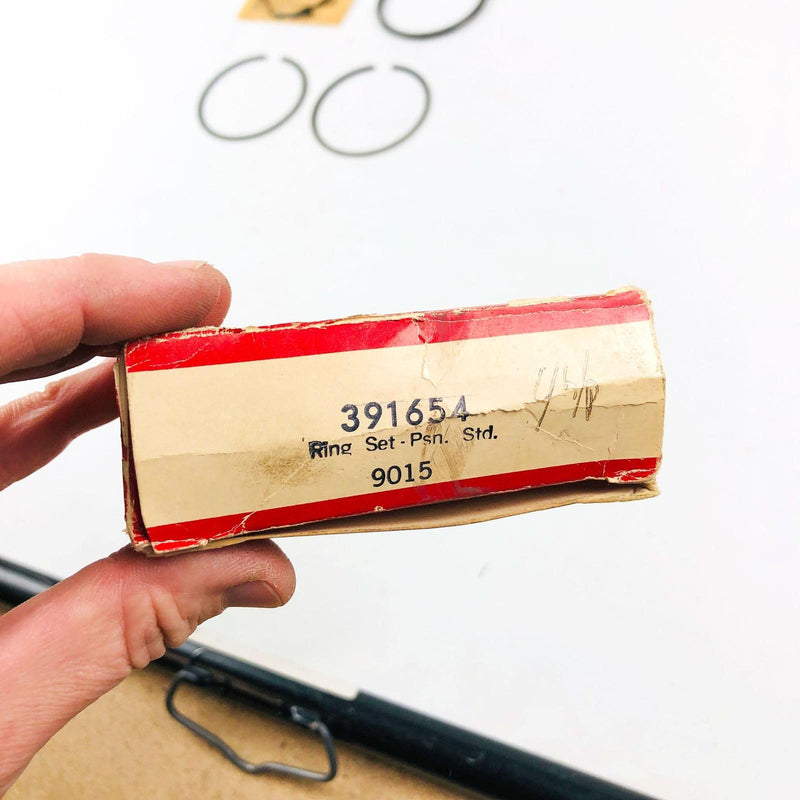 391654
Ring Set - Psn. Std.
9015